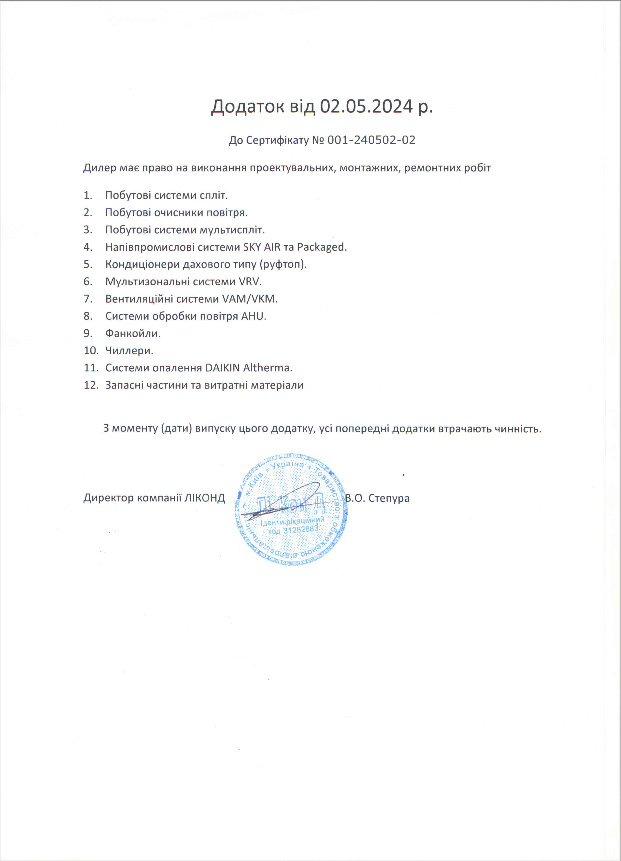 Додаток від 02.05.2024 р.
До Сертифікату № 001-240502-02
Дилер має право на виконання проектувальних, монтажних, ремонтних робіт
1. Побутові системи спліт.
2. Побутові очисники повітря.
3. Побутові системи мультиспліт.
4. Напівпромислові системи SKY AIR та Packaged.
5. Кондиціонери дахового типу (руфтоп).
6. Мультизональні системи VRV.
7. Вентиляційні системи VAM/VKM.
8. Системи обробки повітря AHU.
9. Фанкойли.
10. Чиллери.
11. Системи опалення DAIKIN Altherma.
12. Запасні частини та витратні матеріали
З моменту (дати) випуску цього додатку, усі попередні додатки втрачають чинність.
Директор компанії ЛІКОНД В.О. Степура
м.Київ * Україна * Товариство з обмеженою відповідальністю
Ідентифікаційний
код